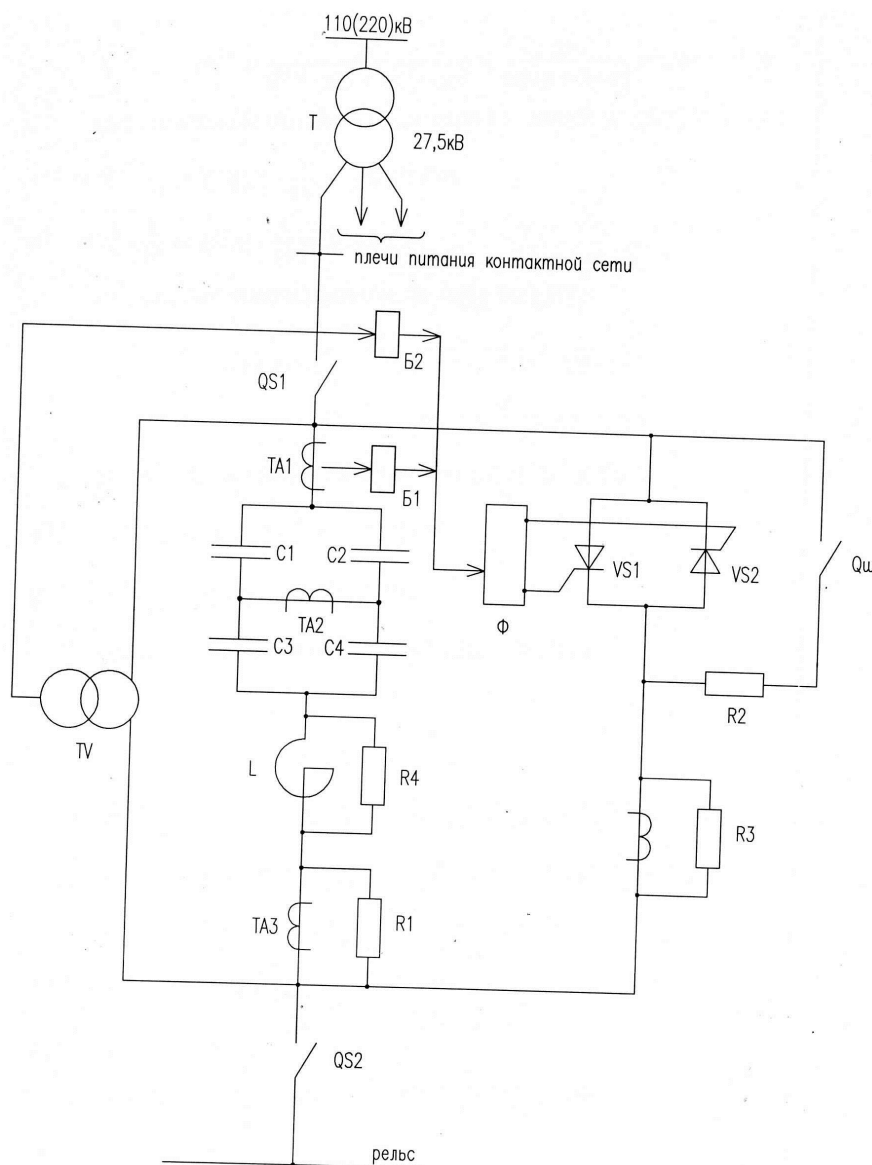 110(220)кВ
Т
27,5кВ
плечи питания контактной сети
Б2
QS1
TA1
Б1
C1
C2
VS1
VS2
Qш
TA2
C3
C4
Ф
R2
TV
L
R4
R3
TA3
R1
QS2
рельс